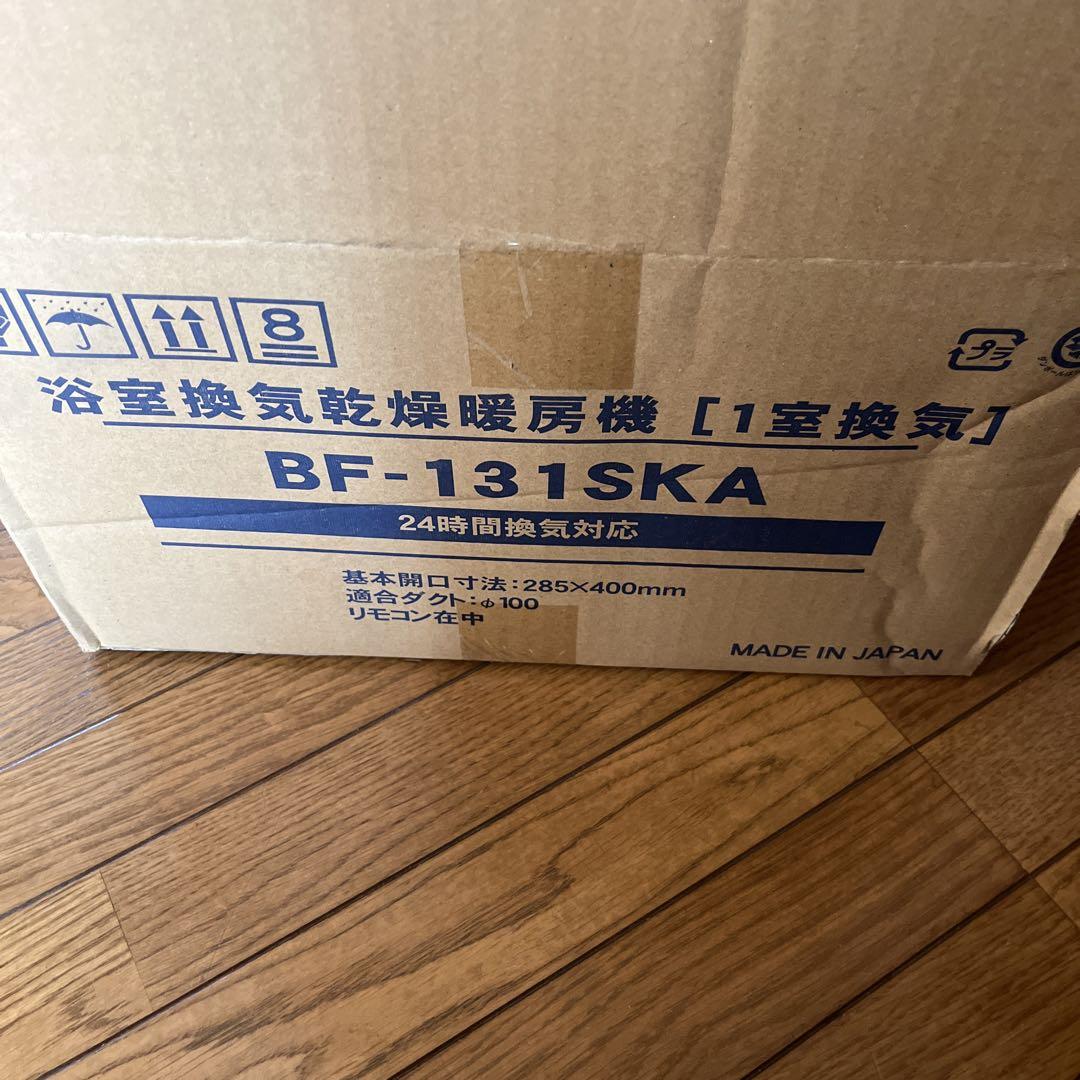 8
プラ
浴室換気乾燥暖房機 [1室換気]
BF-131SKA
24時間換気対応
基本開口寸法:285×400mm
適合ダクト:φ100
リモコン在中
MADE IN JAPAN